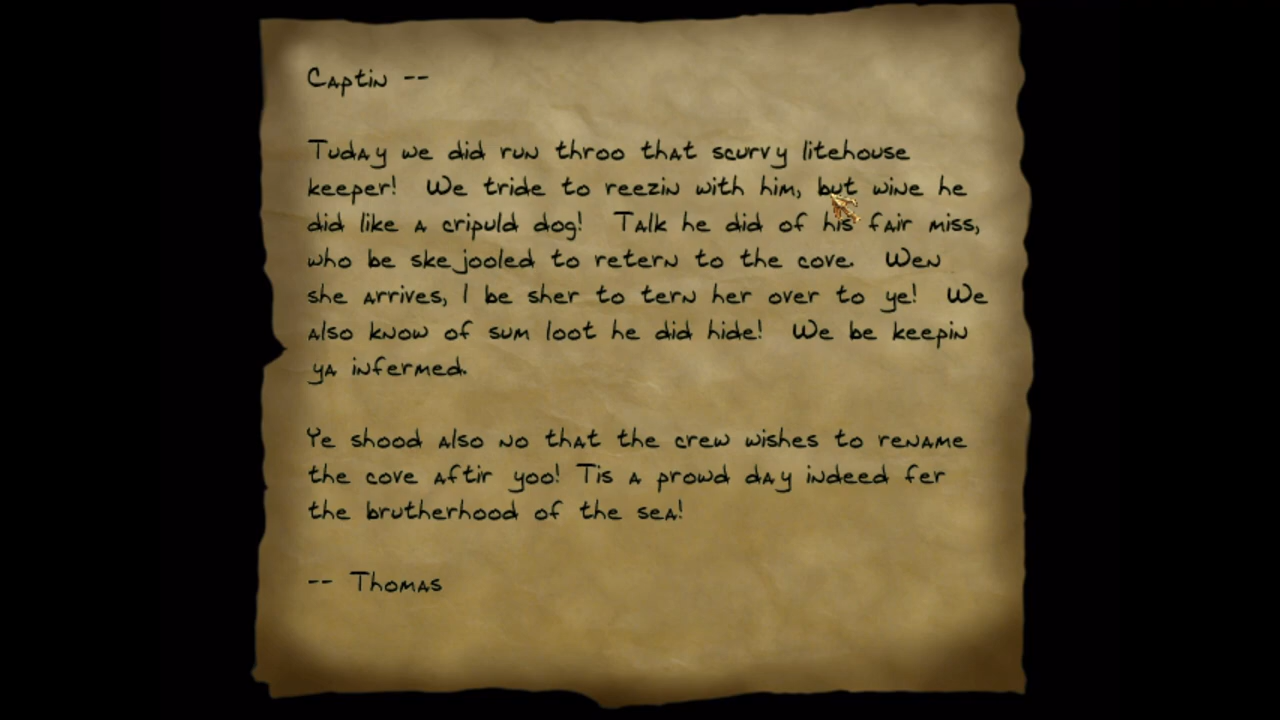 Captin --
Tuday we did run throo that scurvy litehouse
keeper! We tride to reezin with him, but wine he
did like a cripuld dog! Talk he did of his fair miss,
who be skejooled to retern to the cove. Wen
she arrives, I be sher to tern her over to ye! We
also know of sum loot he did hide! We be keepin
ya infermed.
Ye shood also no that the crew wishes to rename
the cove aftir yoo! Tis a prowd day indeed fer
the brutherhood of the sea!
-- Thomas